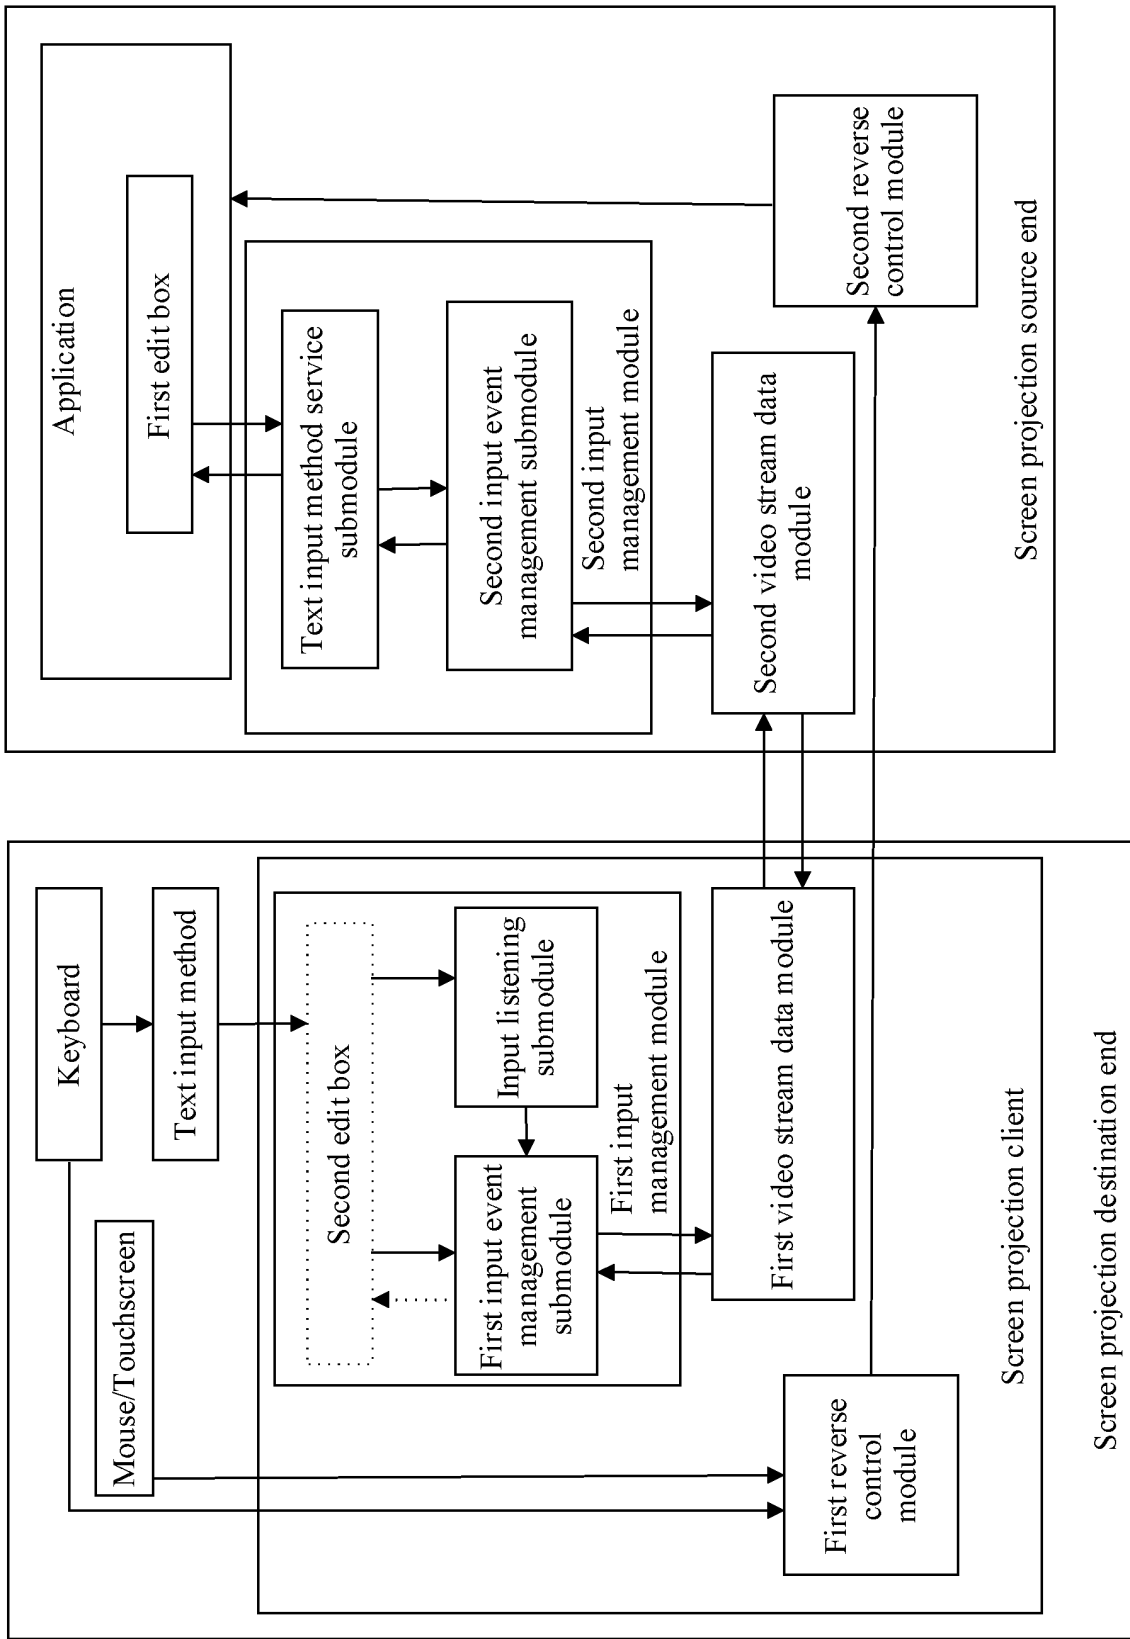 Keyboard
Text input method
Mouse/Touchscreen
Second edit box
Input listening
submodule
First input event
management
submodule
First input
management module
First video stream data module
First reverse
control
module
Screen projection client
Screen projection destination end
Application
First edit box
Text input method service
submodule
Second input event
management submodule
Second input
management module
Second video stream data
module
Second reverse
control module
Screen projection source end